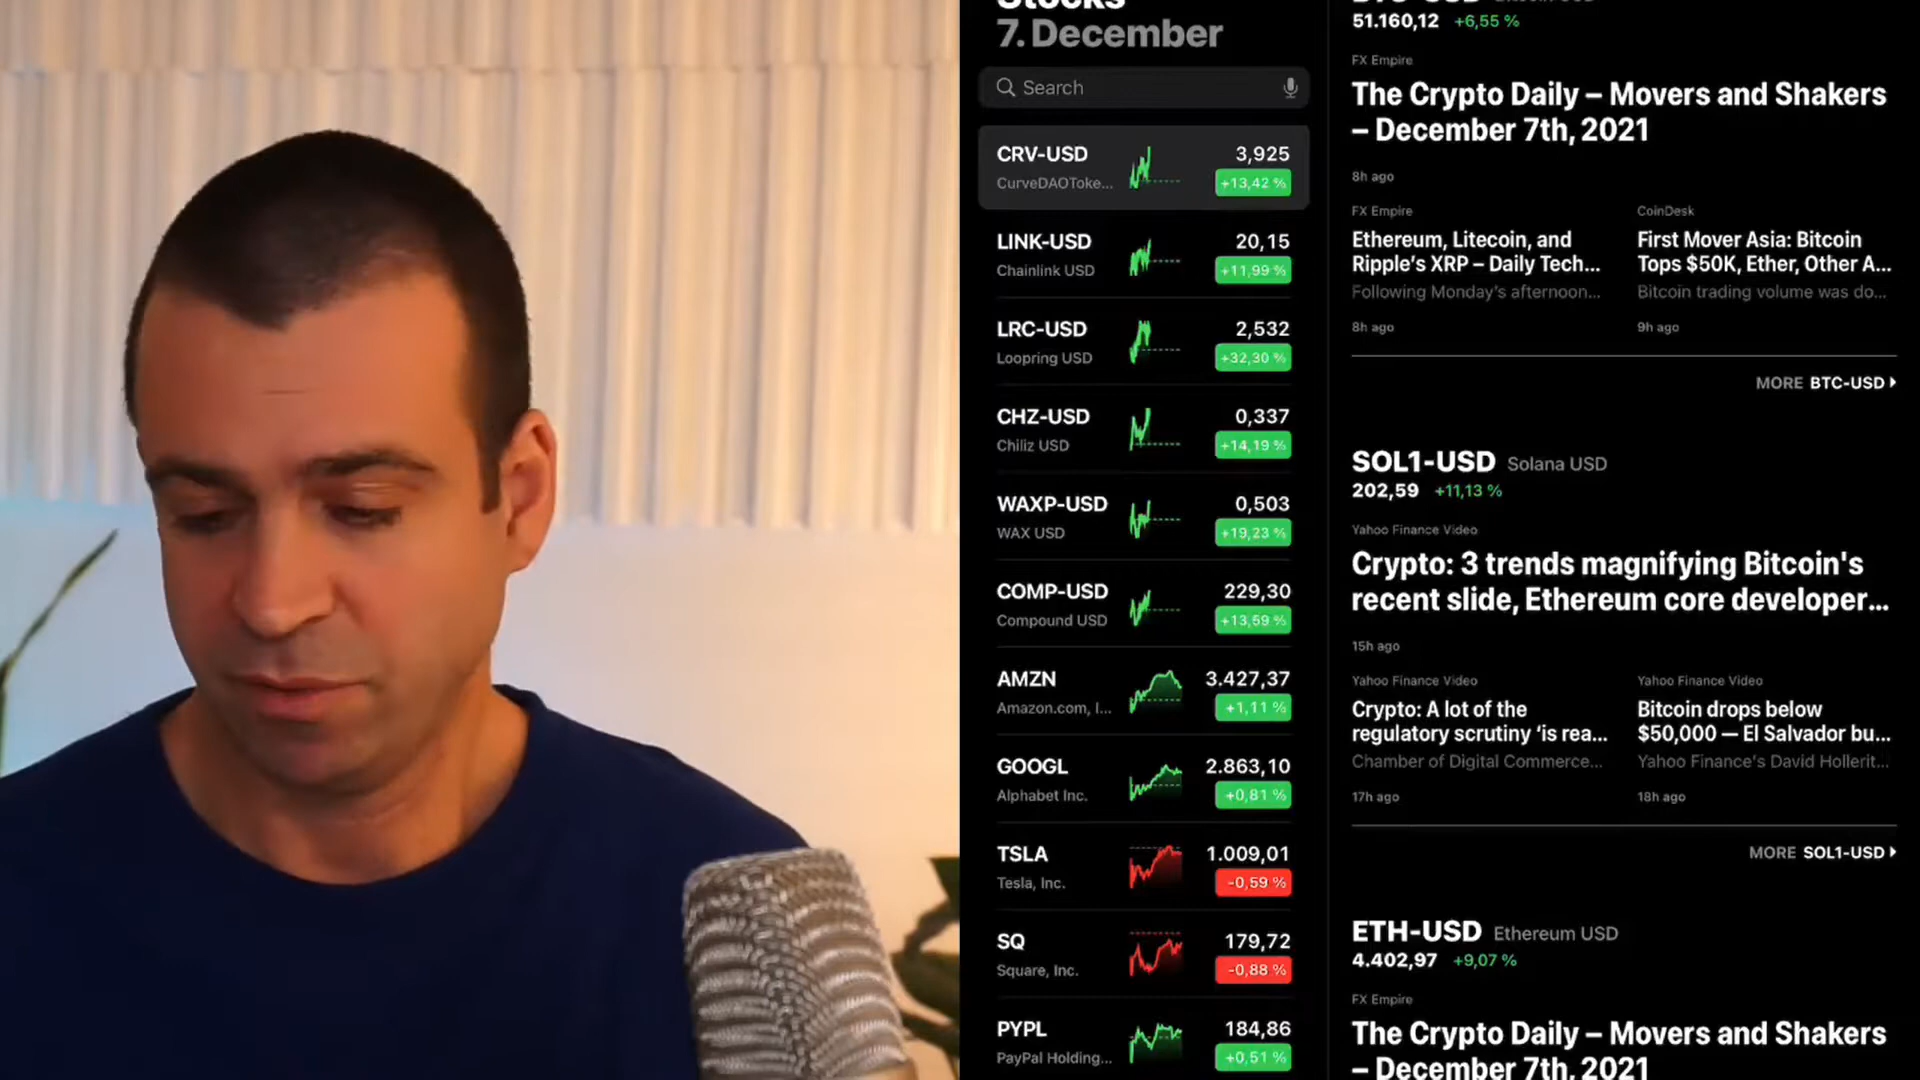 Stocks
7. December
Search
CRV-USD
3,925
CurveDAOToke...
+13,42 %
LINK-USD
20,15
Chainlink USD
+11,99 %
LRC-USD
2,532
Loopring USD
+32,30 %
CHZ-USD
0,337
Chiliz USD
+14,19 %
WAXP-USD
0,503
WAX USD
+19,23 %
COMP-USD
229,30
Compound USD
+13,59 %
AMZN
3.427,37
Amazon.com, I...
+1,11 %
GOOGL
2.863,10
Alphabet Inc.
+0,81 %
TSLA
1.009,01
Tesla, Inc.
-0,59 %
SQ
179,72
Square, Inc.
-0,88 %
PYPL
184,86
PayPal Holding...
+0,51 %
51.160,12 +6,55 %
FX Empire
The Crypto Daily – Movers and Shakers
– December 7th, 2021
8h ago
FX Empire
Ethereum, Litecoin, and
Ripple's XRP – Daily Tech...
Following Monday's afternoon...
8h ago
CoinDesk
First Mover Asia: Bitcoin
Tops $50K, Ether, Other A...
Bitcoin trading volume was do...
9h ago
MORE BTC-USD
SOL1-USD Solana USD
202,59 +11,13 %
Yahoo Finance Video
Crypto: 3 trends magnifying Bitcoin's
recent slide, Ethereum core developer...
15h ago
Yahoo Finance Video
Crypto: A lot of the
regulatory scrutiny 'is rea...
Chamber of Digital Commerce...
17h ago
Yahoo Finance Video
Bitcoin drops below
$50,000 — El Salvador bu...
Yahoo Finance's David Hollerit...
18h ago
MORE SOL1-USD
ETH-USD Ethereum USD
4.402,97 +9,07 %
FX Empire
The Crypto Daily – Movers and Shakers
– December 7th, 2021